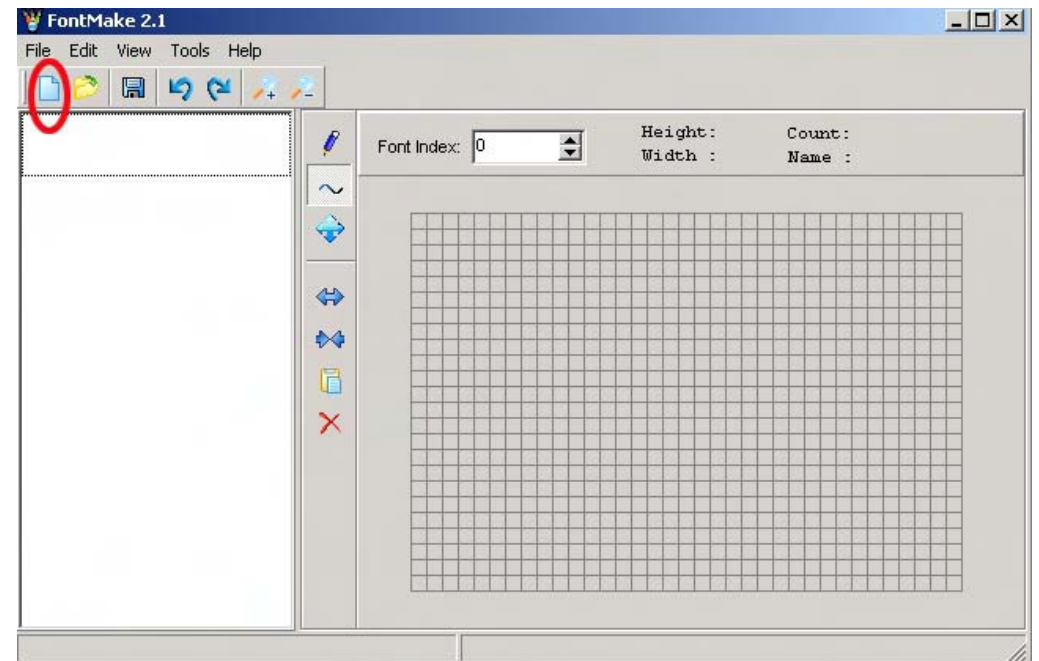 FontMake 2.1
File Edit View Tools Help
Font Index: 0
Height: Count:
Width : Name :